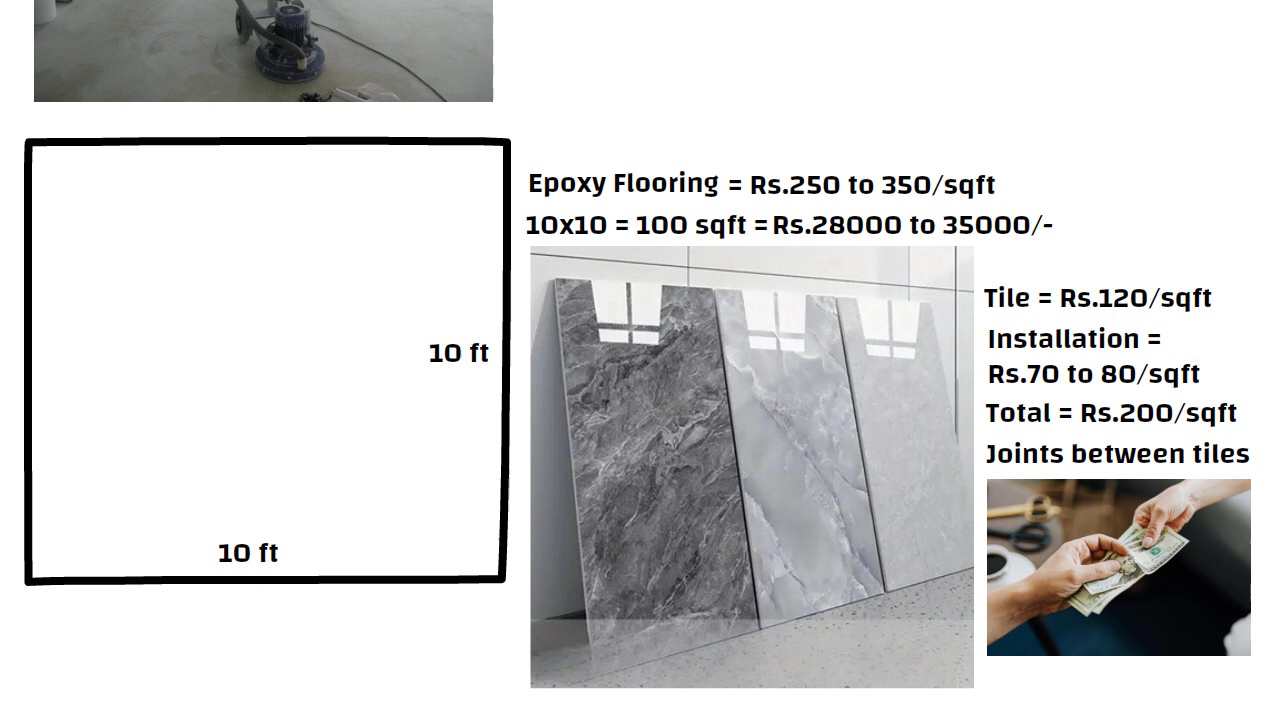 Epoxy Flooring = Rs.250 to 350/sqft
10x10 = 100 sqft = Rs.28000 to 35000/-
10 ft
10 ft
Tile = Rs.120/sqft
Installation =
Rs.70 to 80/sqft
Total = Rs.200/sqft
Joints between tiles